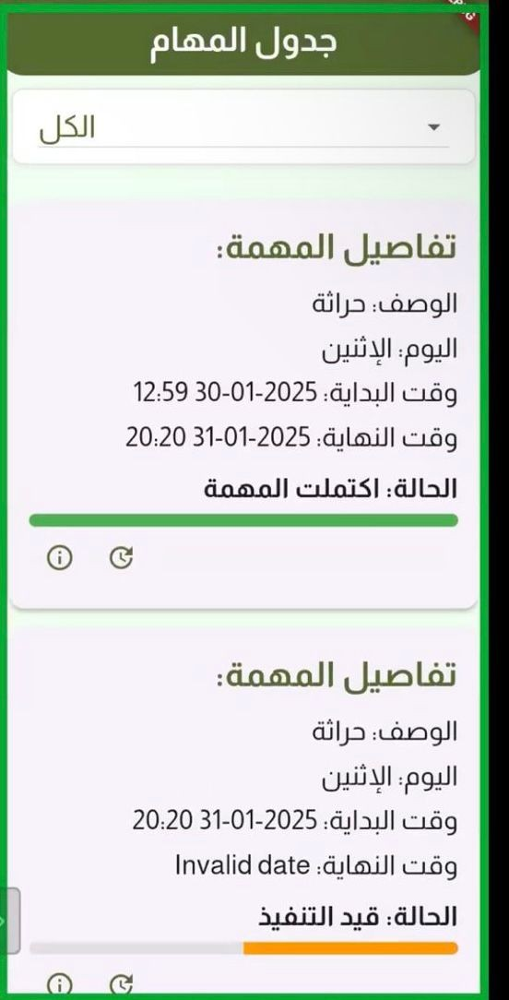 جدول المهام
الكل
تفاصيل المهمة:
الوصف: حراثة
اليوم: الإثنين
وقت البداية: 2025-01-30 12:59
وقت النهاية: 2025-01-31 20:20
الحالة: اكتملت المهمة
تفاصيل المهمة:
الوصف: حراثة
اليوم: الإثنين
وقت البداية: 2025-01-31 20:20
وقت النهاية: Invalid date
الحالة: قيد التنفيذ